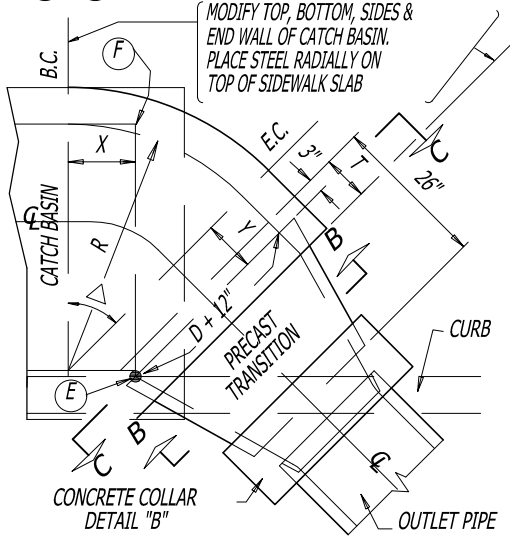 MODIFY TOP, BOTTOM, SIDES &
END WALL OF CATCH BASIN.
PLACE STEEL RADIALLY ON
TOP OF SIDEWALK SLAB
B.C.
F
E.C.
X
3"
T
C
26"
CATCH BASIN
R
Y
B
D + 12"
PRECAST
TRANSITION
CURB
E
B
C
CONCRETE COLLAR
DETAIL "B"
OUTLET PIPE